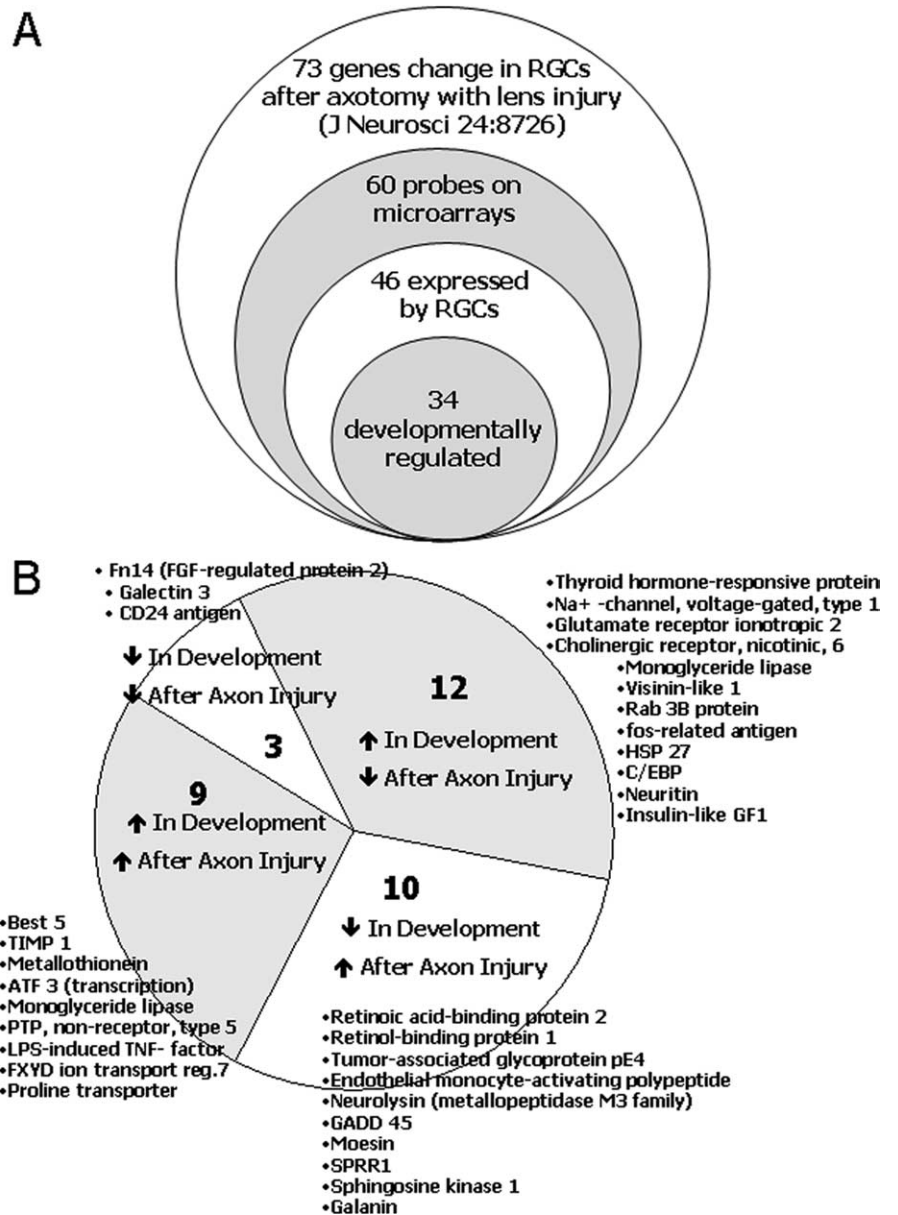 A
73 genes change in RGCs
after axotomy with lens injury
(J Neurosci 24:8726)
60 probes on
microarrays
46 expressed
by RGCs
34
developmentally
regulated
B
• Fn14 (FGF-regulated protein 2)
• Galectin 3
• CD24 antigen
↓ In Development
↓ After Axon Injury
3
12
↑ In Development
↓ After Axon Injury
•Thyroid hormone-responsive protein
•Na+ -channel, voltage-gated, type 1
•Glutamate receptor ionotropic 2
•Cholinergic receptor, nicotinic, 6
•Monoglyceride lipase
•Visinin-like 1
•Rab 3B protein
•fos-related antigen
•HSP 27
•C/EBP
•Neuritin
•Insulin-like GF1
9
↑ In Development
↑ After Axon Injury
•Best 5
•TIMP 1
•Metallothionein
•ATF 3 (transcription)
•Monoglyceride lipase
•PTP, non-receptor, type 5
•LPS-induced TNF- factor
•FXYD ion transport reg.7
•Proline transporter
10
↓ In Development
↑ After Axon Injury
•Retinoic acid-binding protein 2
•Retinol-binding protein 1
•Tumor-associated glycoprotein pE4
•Endothelial monocyte-activating polypeptide
•Neurolysin (metallopeptidase M3 family)
•GADD 45
•Moesin
•SPRR1
•Sphingosine kinase 1
•Galanin